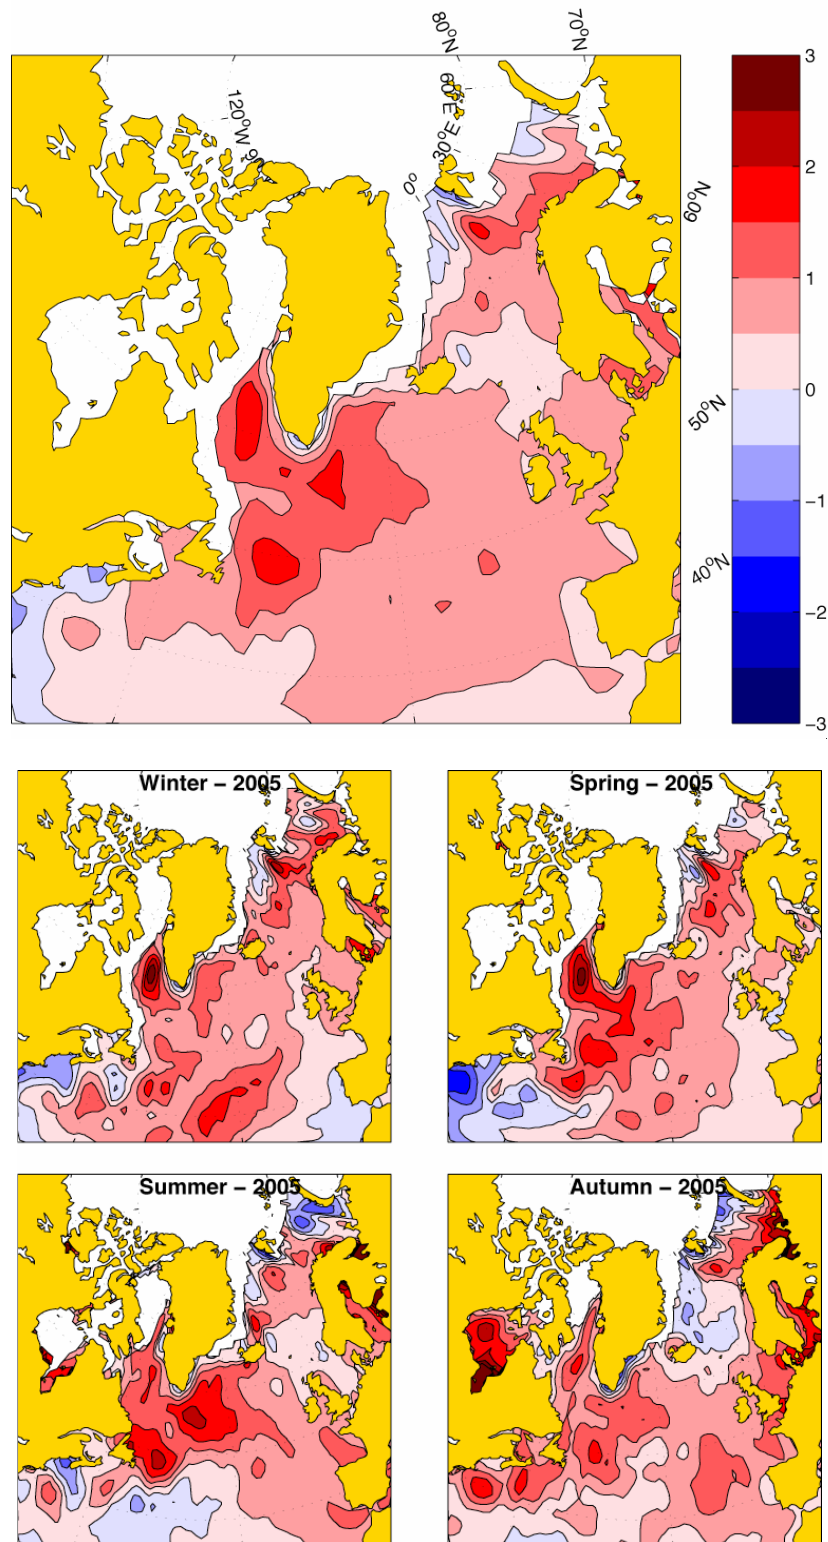 80°N
70°N
120°W 90
60°E
30°E
0°
60°N
50°N
40°N
3
2
1
0
-1
-2
-3
Winter – 2005
Spring – 2005
Summer – 2005
Autumn – 2005